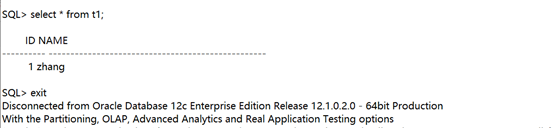 SQL> select * from t1;
ID NAME
---------- --------------------------------------------------
1 zhang
SQL> exit
Disconnected from Oracle Database 12c Enterprise Edition Release 12.1.0.2.0 - 64bit Production
With the Partitioning, OLAP, Advanced Analytics and Real Application Testing options